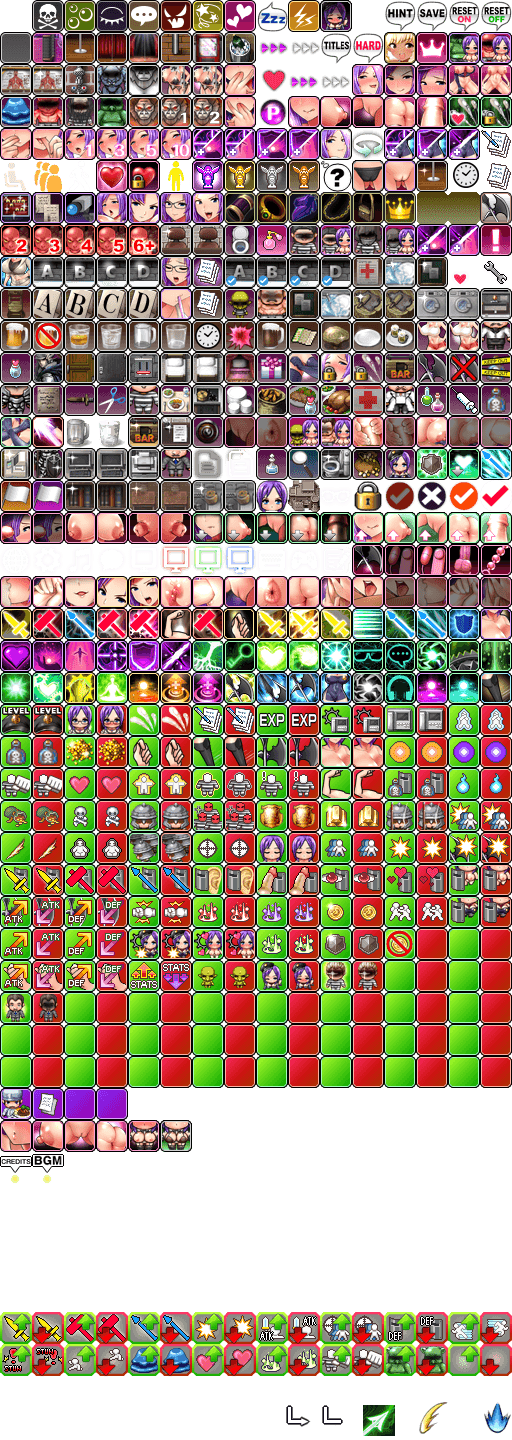 Zzz HINT SAVE RESET ON RESET OFF
TITLES HARD
1 2
P
1 3 5 10
?
2 3 4 5 6+ !
A B C D A B C D
A B C D
BAR KEEP OUT
BAR
LEVEL LEVEL EXP EXP
ATK ATK DEF DEF
ATK ATK DEF DEF
ATK ATK DEF DEF STATS STATS
CREDITS BGM
ATK ATK DEF DEF